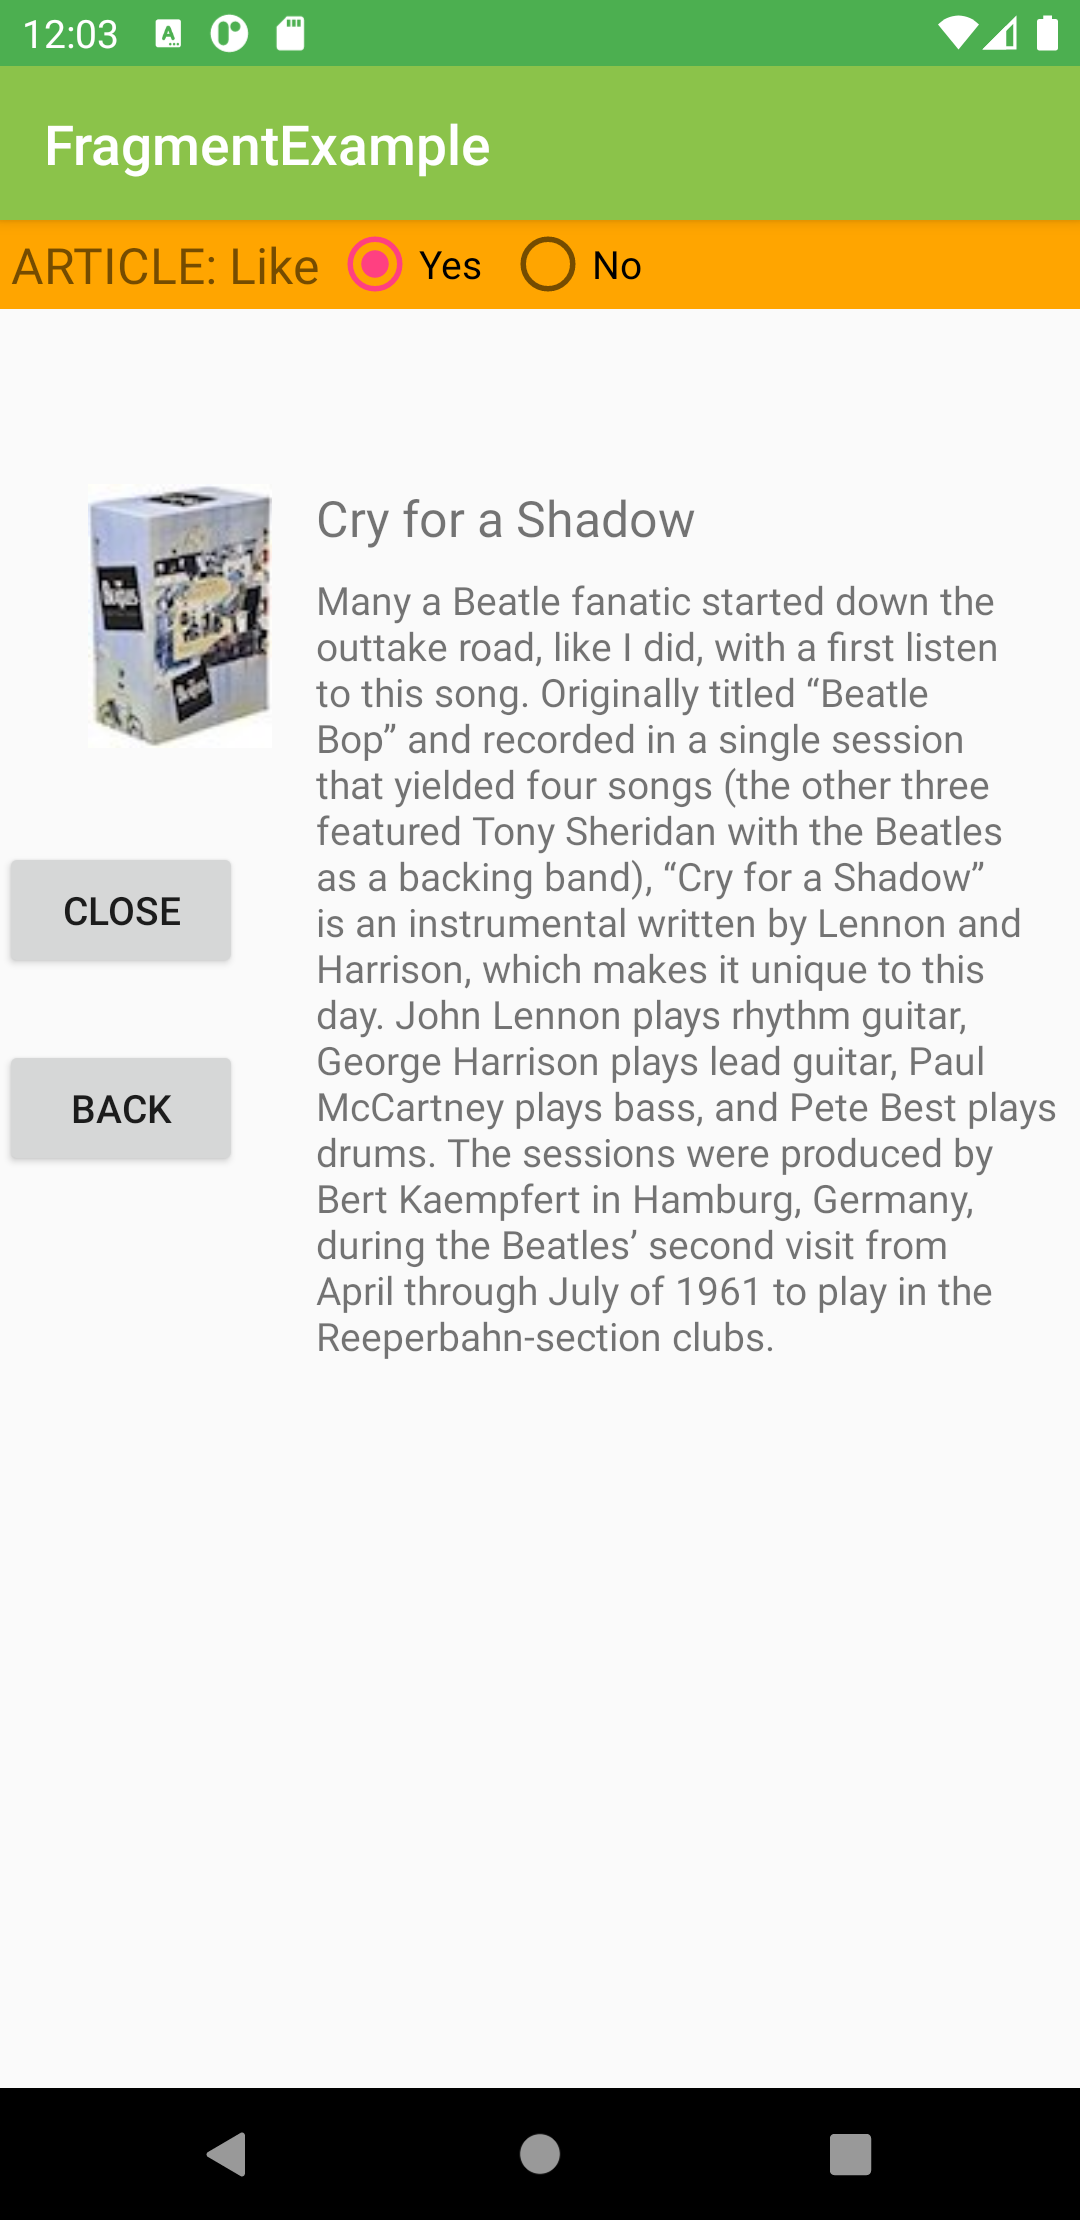 12:03
FragmentExample
ARTICLE: Like Yes No
Cry for a Shadow
Many a Beatle fanatic started down the
outtake road, like I did, with a first listen
to this song. Originally titled “Beatle
Bop” and recorded in a single session
that yielded four songs (the other three
featured Tony Sheridan with the Beatles
as a backing band), “Cry for a Shadow”
is an instrumental written by Lennon and
Harrison, which makes it unique to this
day. John Lennon plays rhythm guitar,
George Harrison plays lead guitar, Paul
McCartney plays bass, and Pete Best plays
drums. The sessions were produced by
Bert Kaempfert in Hamburg, Germany,
during the Beatles’ second visit from
April through July of 1961 to play in the
Reeperbahn-section clubs.
CLOSE
BACK